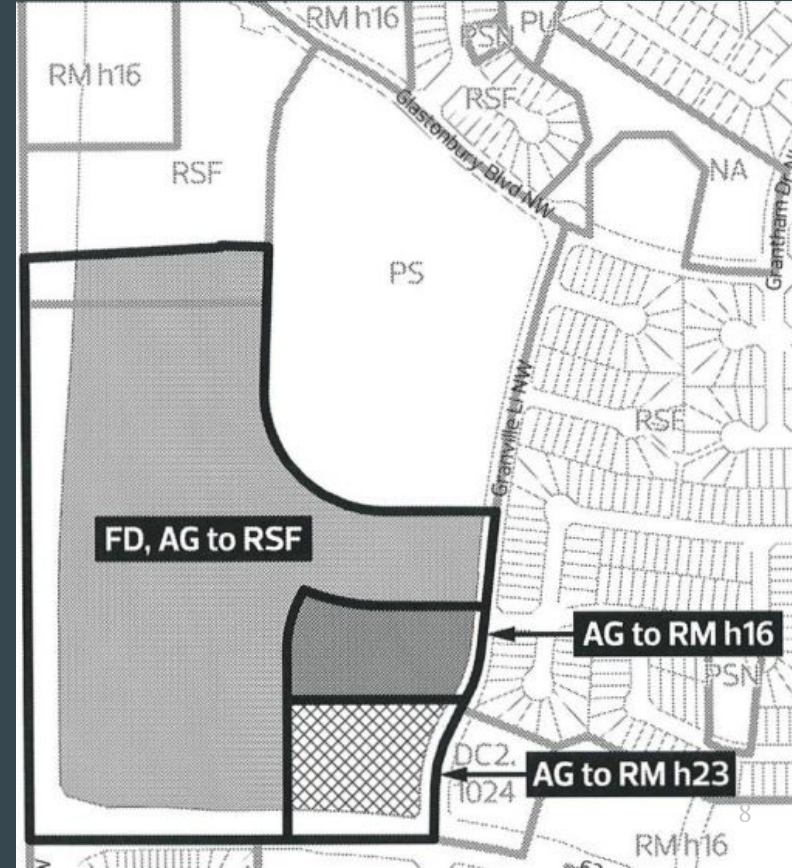 RM h16
PSN
PU
RM h16
RSF
Glastonbury Blvd NW
RSF
NA
Grantham Dr N
PS
Granville Li NW
RSF
FD, AG to RSF
AG to RM h16
PSN
DC2.
1024
AG to RM h23
8
RM h16